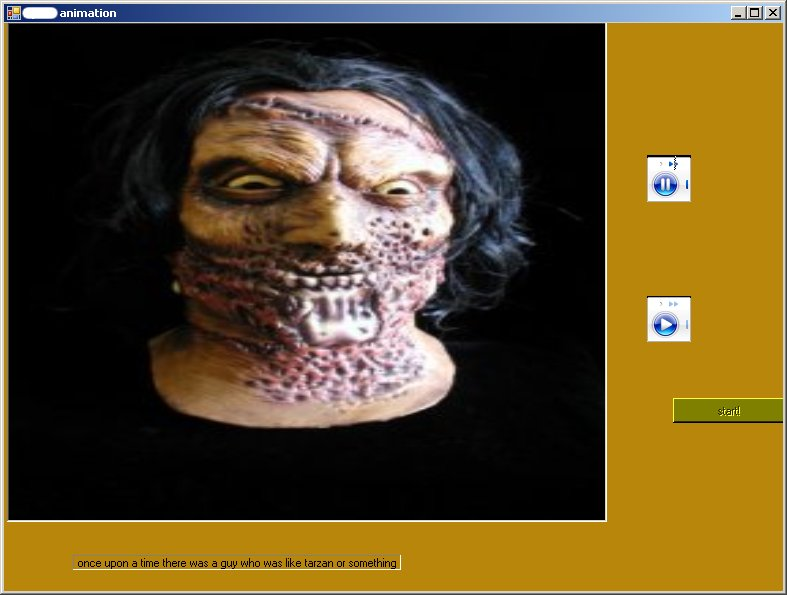 animation
start!
once upon a time there was a guy who was like tarzan or something